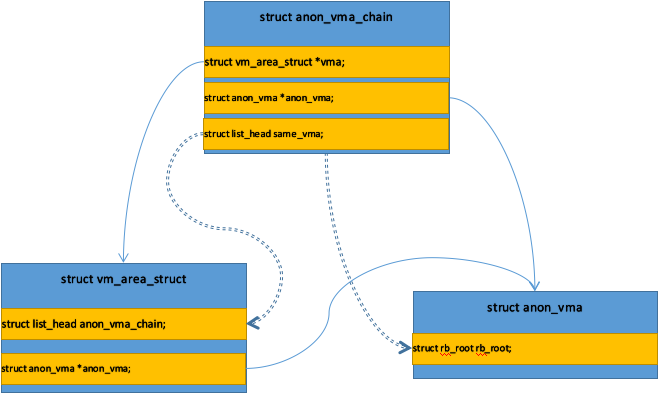 struct anon_vma_chain
struct vm_area_struct *vma;
struct anon_vma *anon_vma;
struct list_head same_vma;
struct vm_area_struct
struct list_head anon_vma_chain;
struct anon_vma *anon_vma;
struct anon_vma
struct rb_root rb_root;